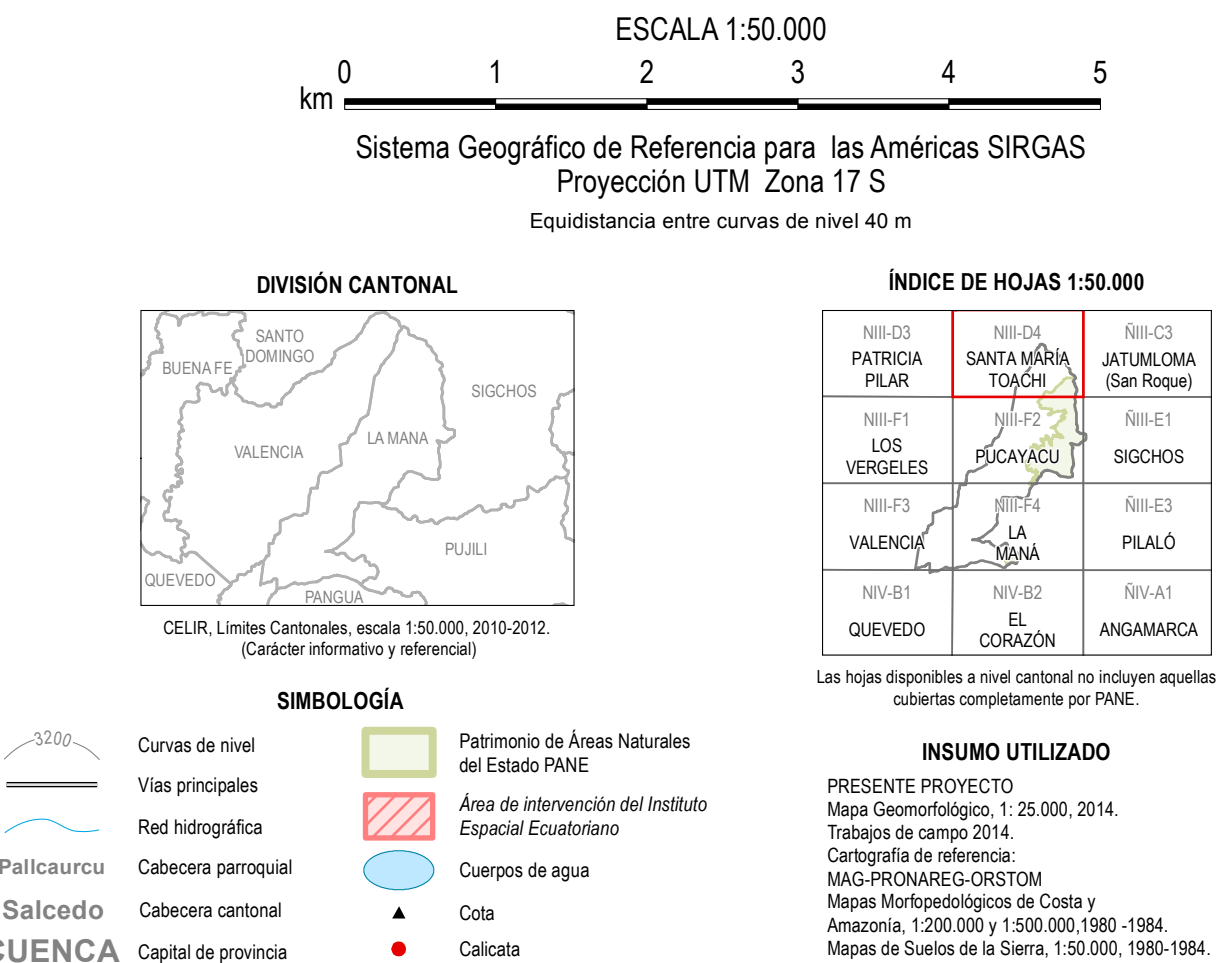 ESCALA 1:50.000
0 1 2 3 4 5
km
Sistema Geográfico de Referencia para las Américas SIRGAS
Proyección UTM Zona 17 S
Equidistancia entre curvas de nivel 40 m
DIVISIÓN CANTONAL
SANTO
DOMINGO
BUENA FE
SIGCHOS
LA MANA
VALENCIA
PUJILI
QUEVEDO
PANGUA
CELIR, Límites Cantonales, escala 1:50.000, 2010-2012.
(Carácter informativo y referencial)
ÍNDICE DE HOJAS 1:50.000
NIII-D3 NIII-D4 ÑIII-C3
PATRICIA SANTA MARÍA JATUMLOMA
PILAR TOACHI (San Roque)
NIII-F1 NIII-F2 ÑIII-E1
LOS
VERGELES PUCAYACU SIGCHOS
NIII-F3 NIII-F4 ÑIII-E3
VALENCIA LA PILALÓ
MANÁ
NIV-B1 NIV-B2 ÑIV-A1
QUEVEDO EL ANGAMARCA
CORAZÓN
Las hojas disponibles a nivel cantonal no incluyen aquellas
cubiertas completamente por PANE.
SIMBOLOGÍA
3200 Curvas de nivel
Vías principales
Red hidrográfica
Pallcaurcu Cabecera parroquial
Salcedo Cabecera cantonal
CUENCA Capital de provincia
Patrimonio de Áreas Naturales
del Estado PANE
Área de intervención del Instituto
Espacial Ecuatoriano
Cuerpos de agua
Cota
Calicata
INSUMO UTILIZADO
PRESENTE PROYECTO
Mapa Geomorfológico, 1: 25.000, 2014.
Trabajos de campo 2014.
Cartografía de referencia:
MAG-PRONAREG-ORSTOM
Mapas Morfopedológicos de Costa y
Amazonía, 1:200.000 y 1:500.000,1980 -1984.
Mapas de Suelos de la Sierra, 1:50.000, 1980-1984.